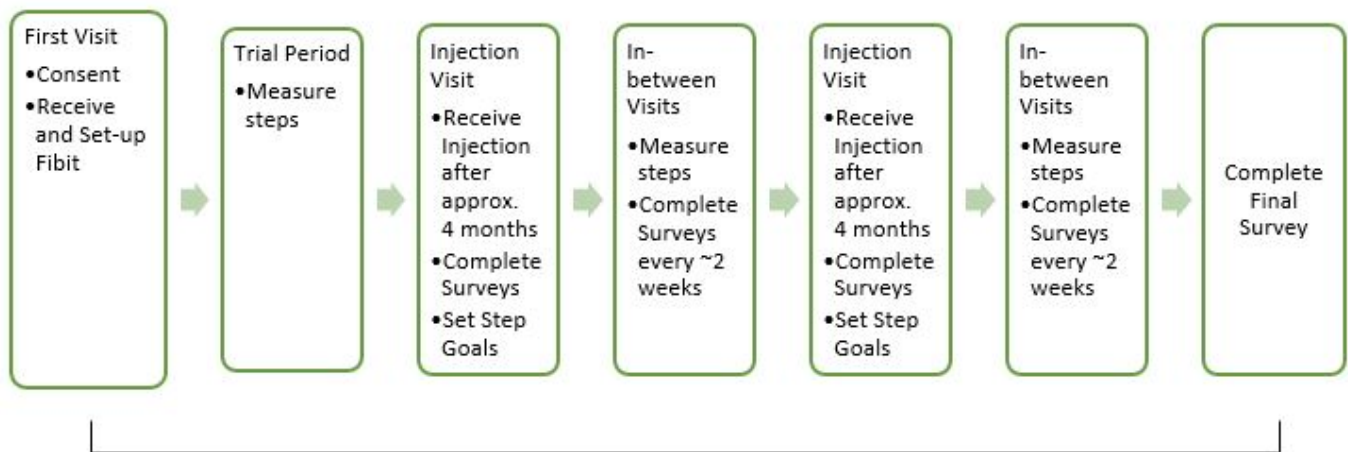 First Visit
•Consent
•Receive
and Set-up
Fibit
Trial Period
•Measure
steps
Injection
Visit
•Receive
Injection
after
approx.
4 months
•Complete
Surveys
•Set Step
Goals
In-
between
Visits
•Measure
steps
•Complete
Surveys
every ~2
weeks
Injection
Visit
•Receive
Injection
after
approx.
4 months
•Complete
Surveys
•Set Step
Goals
In-
between
Visits
•Measure
steps
•Complete
Surveys
every ~2
weeks
Complete
Final
Survey